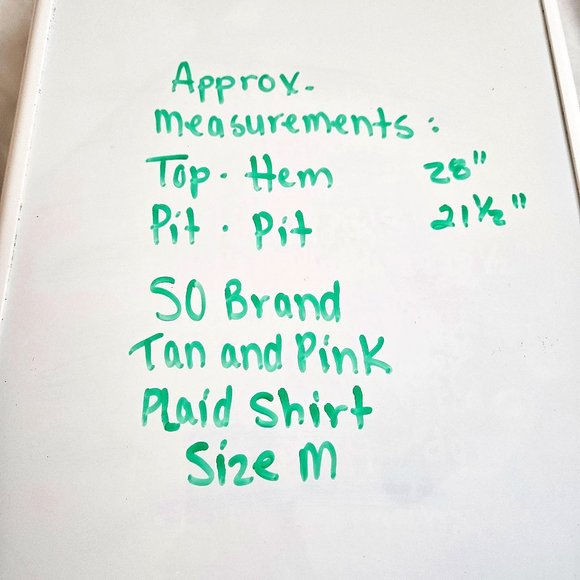 Approx.
measurements:
Top - Hem 28"
Pit - Pit 21½"
SO Brand
Tan and Pink
Plaid Shirt
Size M